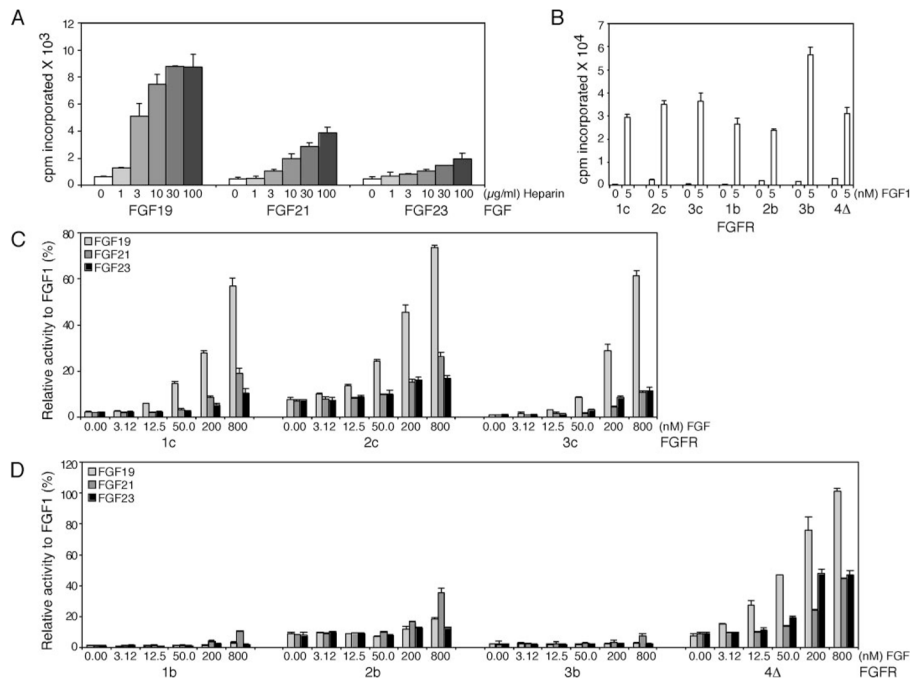 A
cpm incorporated X 10³
12
10
8
6
4
2
0
0 1 3 10 30 100 0 1 3 10 30 100 0 1 3 10 30 100 (μg/ml) Heparin
FGF19 FGF21 FGF23 FGF
B
cpm incorporated X 10⁴
7
6
5
4
3
2
1
0
0 5 0 5 0 5 0 5 0 5 0 5 0 5 (nM) FGF1
1c 2c 3c 1b 2b 3b 4Δ
FGFR
C
Relative activity to FGF1 (%)
80
60
40
20
0
FGF19
FGF21
FGF23
0.00 3.12 12.5 50.0 200 800 0.00 3.12 12.5 50.0 200 800 0.00 3.12 12.5 50.0 200 800 (nM) FGF
1c 2c 3c FGFR
D
Relative activity to FGF1 (%)
120
100
80
60
40
20
0
FGF19
FGF21
FGF23
0.00 3.12 12.5 50.0 200 800 0.00 3.12 12.5 50.0 200 800 0.00 3.12 12.5 50.0 200 800 0.00 3.12 12.5 50.0 200 800 (nM) FGF
1b 2b 3b 4Δ FGFR